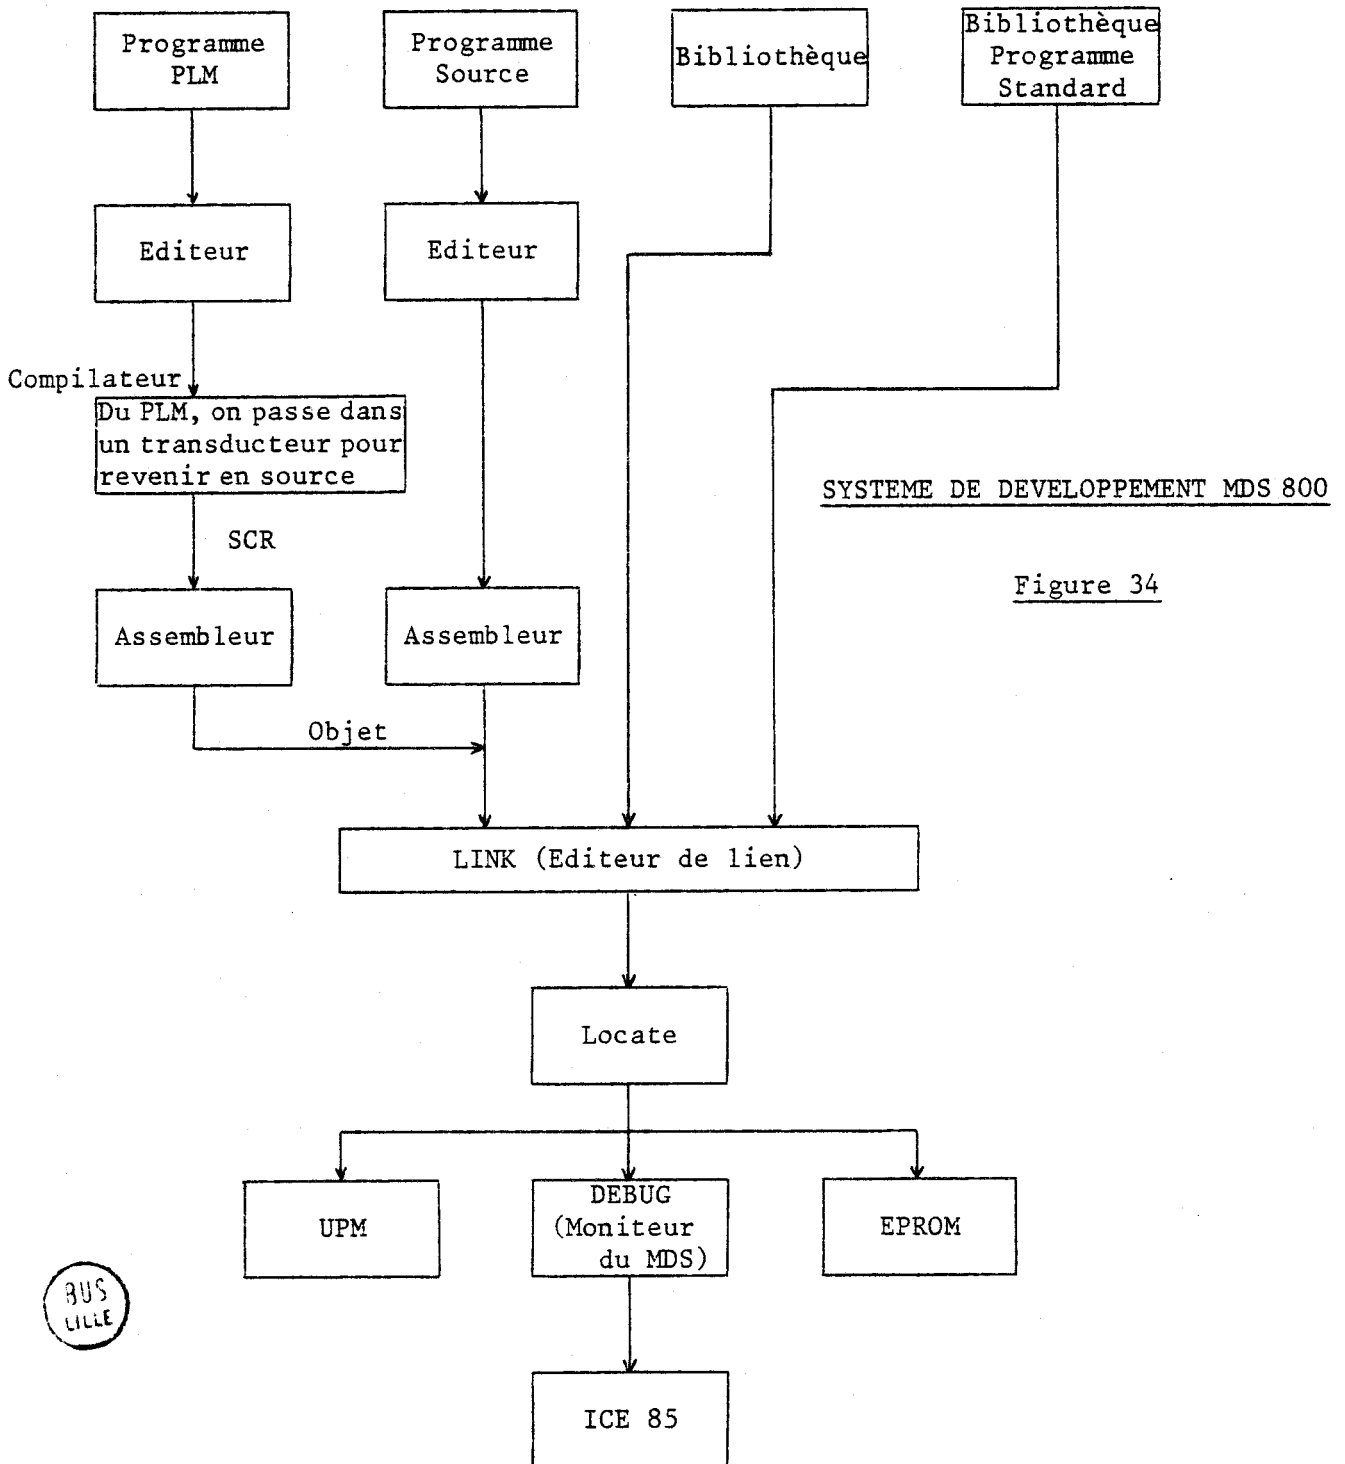 Programme
PLM
Programme
Source
Bibliothèque
Bibliothèque
Programme
Standard
Editeur
Editeur
Compilateur
Du PLM, on passe dans
un transducteur pour
revenir en source
SYSTEME DE DEVELOPPEMENT MDS 800
SCR
Figure 34
Assembleur
Assembleur
Objet
LINK (Editeur de lien)
Locate
UPM
DEBUG
(Moniteur
du MDS)
EPROM
BUS
LILLE
ICE 85